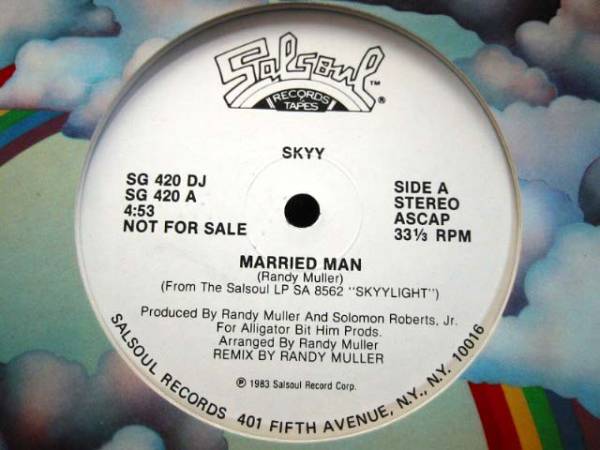 Salsoul
RECORDS
TAPES
TM
®
SKYY
SG 420 DJ
SG 420 A
4:53
NOT FOR SALE
SIDE A
STEREO
ASCAP
33⅓ RPM
MARRIED MAN
(Randy Muller)
(From The Salsoul LP SA 8562 "SKYYLIGHT")
Produced By Randy Muller And Solomon Roberts, Jr.
For Alligator Bit Him Prods.
Arranged By Randy Muller
REMIX BY RANDY MULLER
℗ 1983 Salsoul Record Corp.
SALSOUL RECORDS 401 FIFTH AVENUE, N.Y., N.Y. 10016